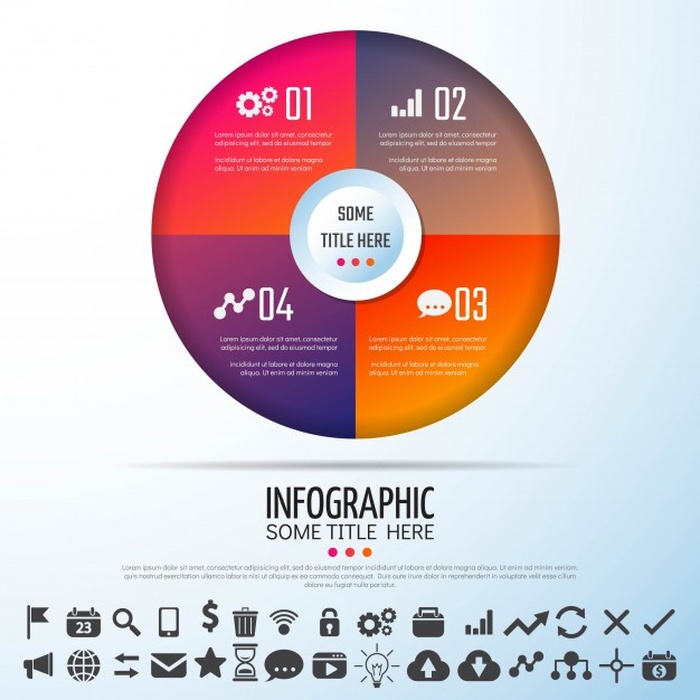 01
Lorem ipsum dolor sit amet, consectetur
adipisicing elit, sed do eiusmod tempor
incididunt ut labore et dolore magna
aliqua. Ut enim ad minim veniam
02
Lorem ipsum dolor sit amet, consectetur
adipisicing elit, sed do eiusmod tempor
incididunt ut labore et dolore magna
aliqua. Ut enim ad minim veniam
SOME
TITLE HERE
04
Lorem ipsum dolor sit amet, consectetur
adipisicing elit, sed do eiusmod tempor
incididunt ut labore et dolore magna
aliqua. Ut enim ad minim veniam
03
Lorem ipsum dolor sit amet, consectetur
adipisicing elit, sed do eiusmod tempor
incididunt ut labore et dolore magna
aliqua. Ut enim ad minim veniam
INFOGRAPHIC
SOME TITLE HERE
Lorem ipsum dolor sit amet, consectetur adipisicing elit, sed do eiusmod tempor incididunt ut labore et dolore magna aliqua. Ut enim ad minim veniam,
quis nostrud exercitation ullamco laboris nisi ut aliquip ex ea commodo consequat. Duis aute irure dolor in reprehenderit in voluptate velit esse cillum
dolore eu fugiat nulla pariatur.
$
23
$
$